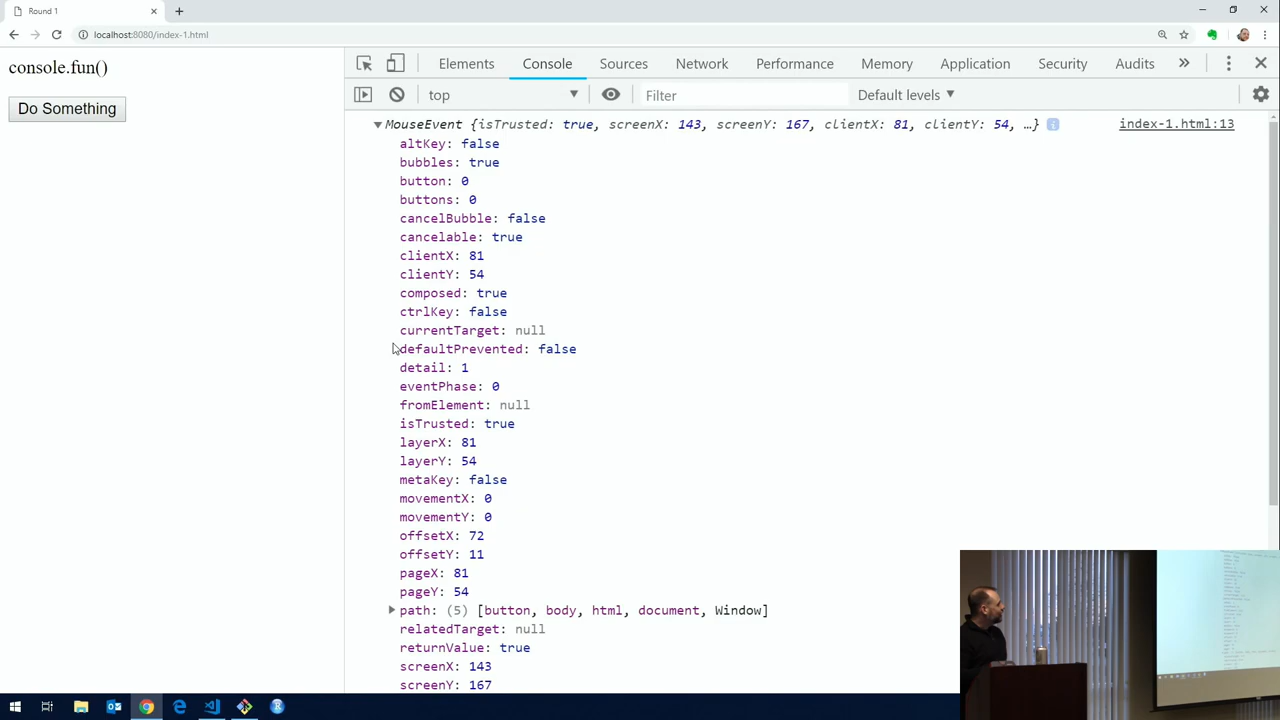 Round 1
localhost:8080/index-1.html
console.fun()
Do Something
Elements Console Sources Network Performance Memory Application Security Audits
top Filter Default levels
MouseEvent {isTrusted: true, screenX: 143, screenY: 167, clientX: 81, clientY: 54, …} index-1.html:13
altKey: false
bubbles: true
button: 0
buttons: 0
cancelBubble: false
cancelable: true
clientX: 81
clientY: 54
composed: true
ctrlKey: false
currentTarget: null
defaultPrevented: false
detail: 1
eventPhase: 0
fromElement: null
isTrusted: true
layerX: 81
layerY: 54
metaKey: false
movementX: 0
movementY: 0
offsetX: 72
offsetY: 11
pageX: 81
pageY: 54
path: (5) [button, body, html, document, Window]
relatedTarget: null
returnValue: true
screenX: 143
screenY: 167